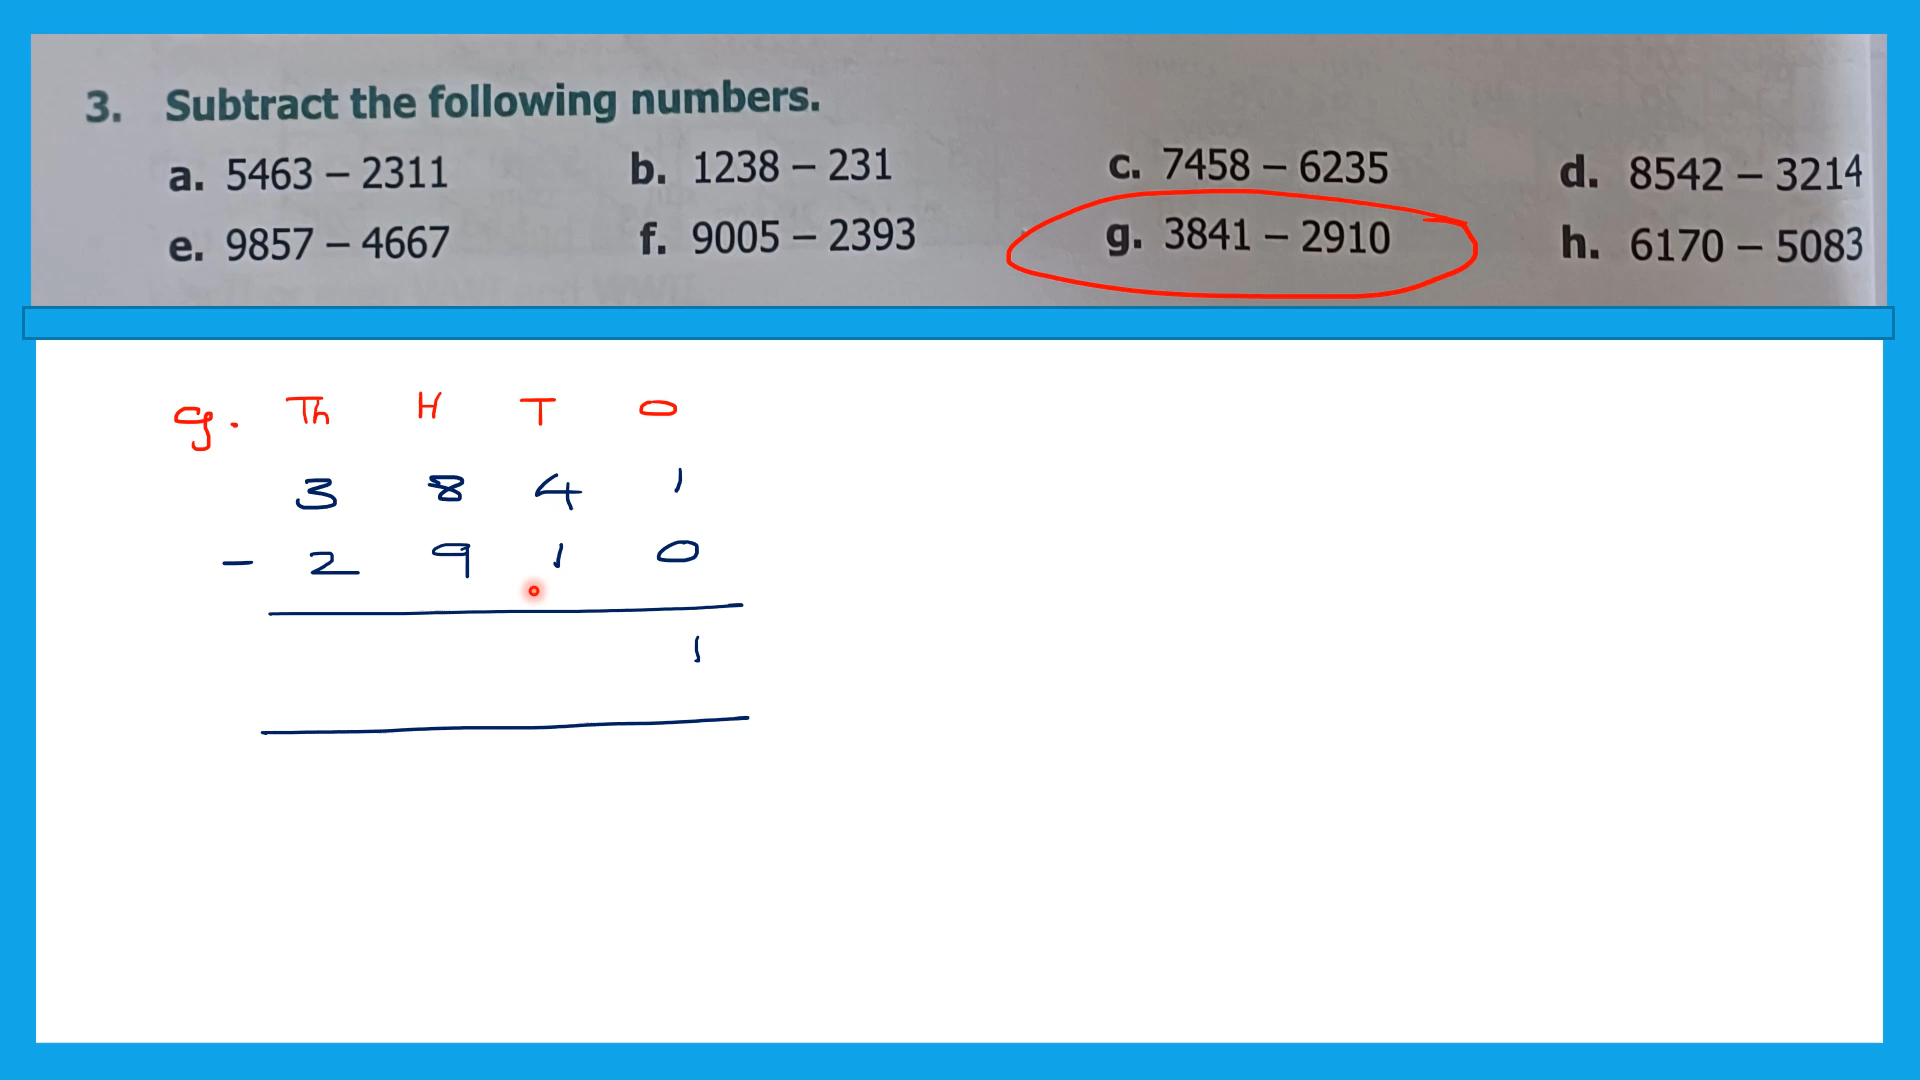 3. Subtract the following numbers.
a. 5463 – 2311 b. 1238 – 231 c. 7458 – 6235 d. 8542 – 3214
e. 9857 – 4667 f. 9005 – 2393 g. 3841 – 2910 h. 6170 – 5083
g. Th H T O
3 8 4 1
- 2 9 1 0
1